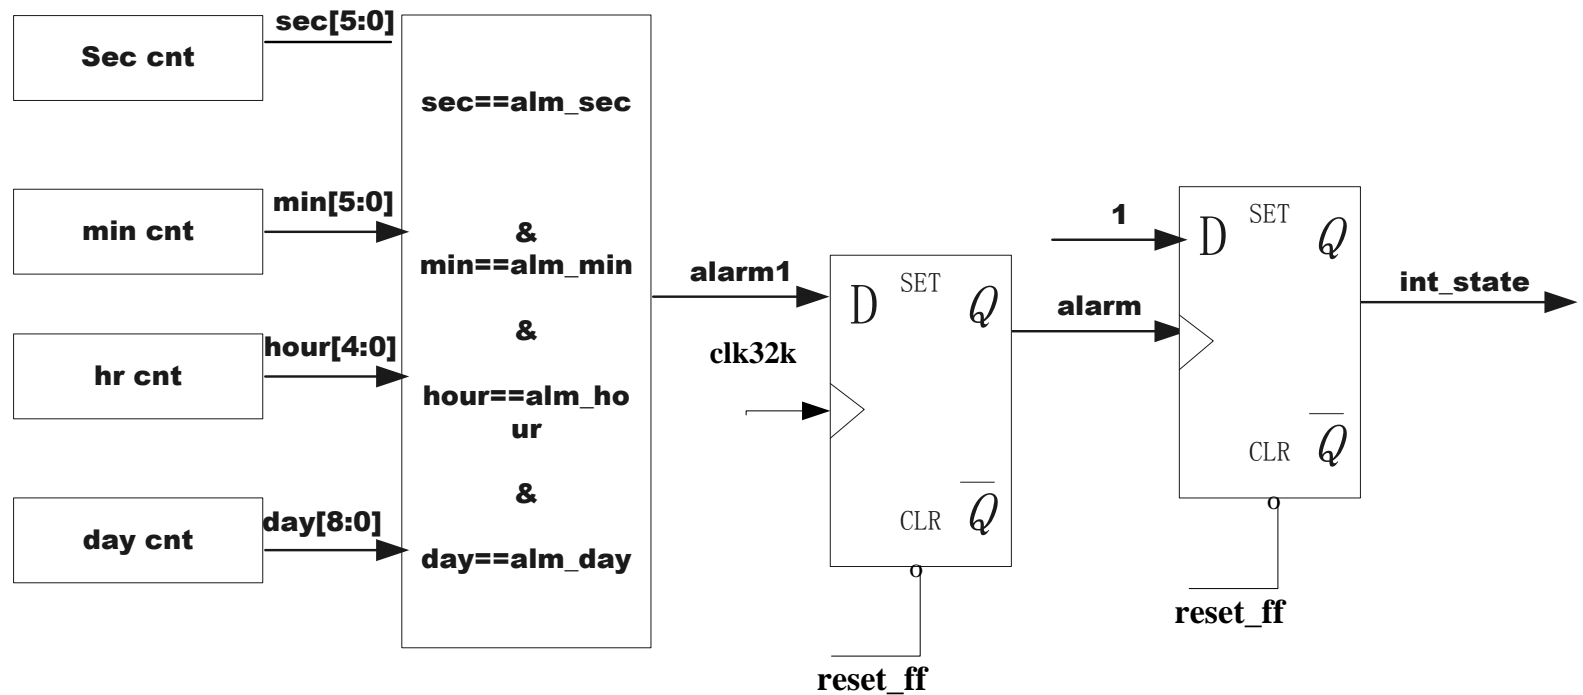 Sec cnt
sec[5:0]
min cnt
min[5:0]
hr cnt
hour[4:0]
day cnt
day[8:0]
sec==alm_sec
&
min==alm_min
&
hour==alm_ho
ur
&
day==alm_day
alarm1
clk32k
D
SET
Q
CLR
Q
reset_ff
alarm
1
D
SET
Q
CLR
Q
reset_ff
int_state